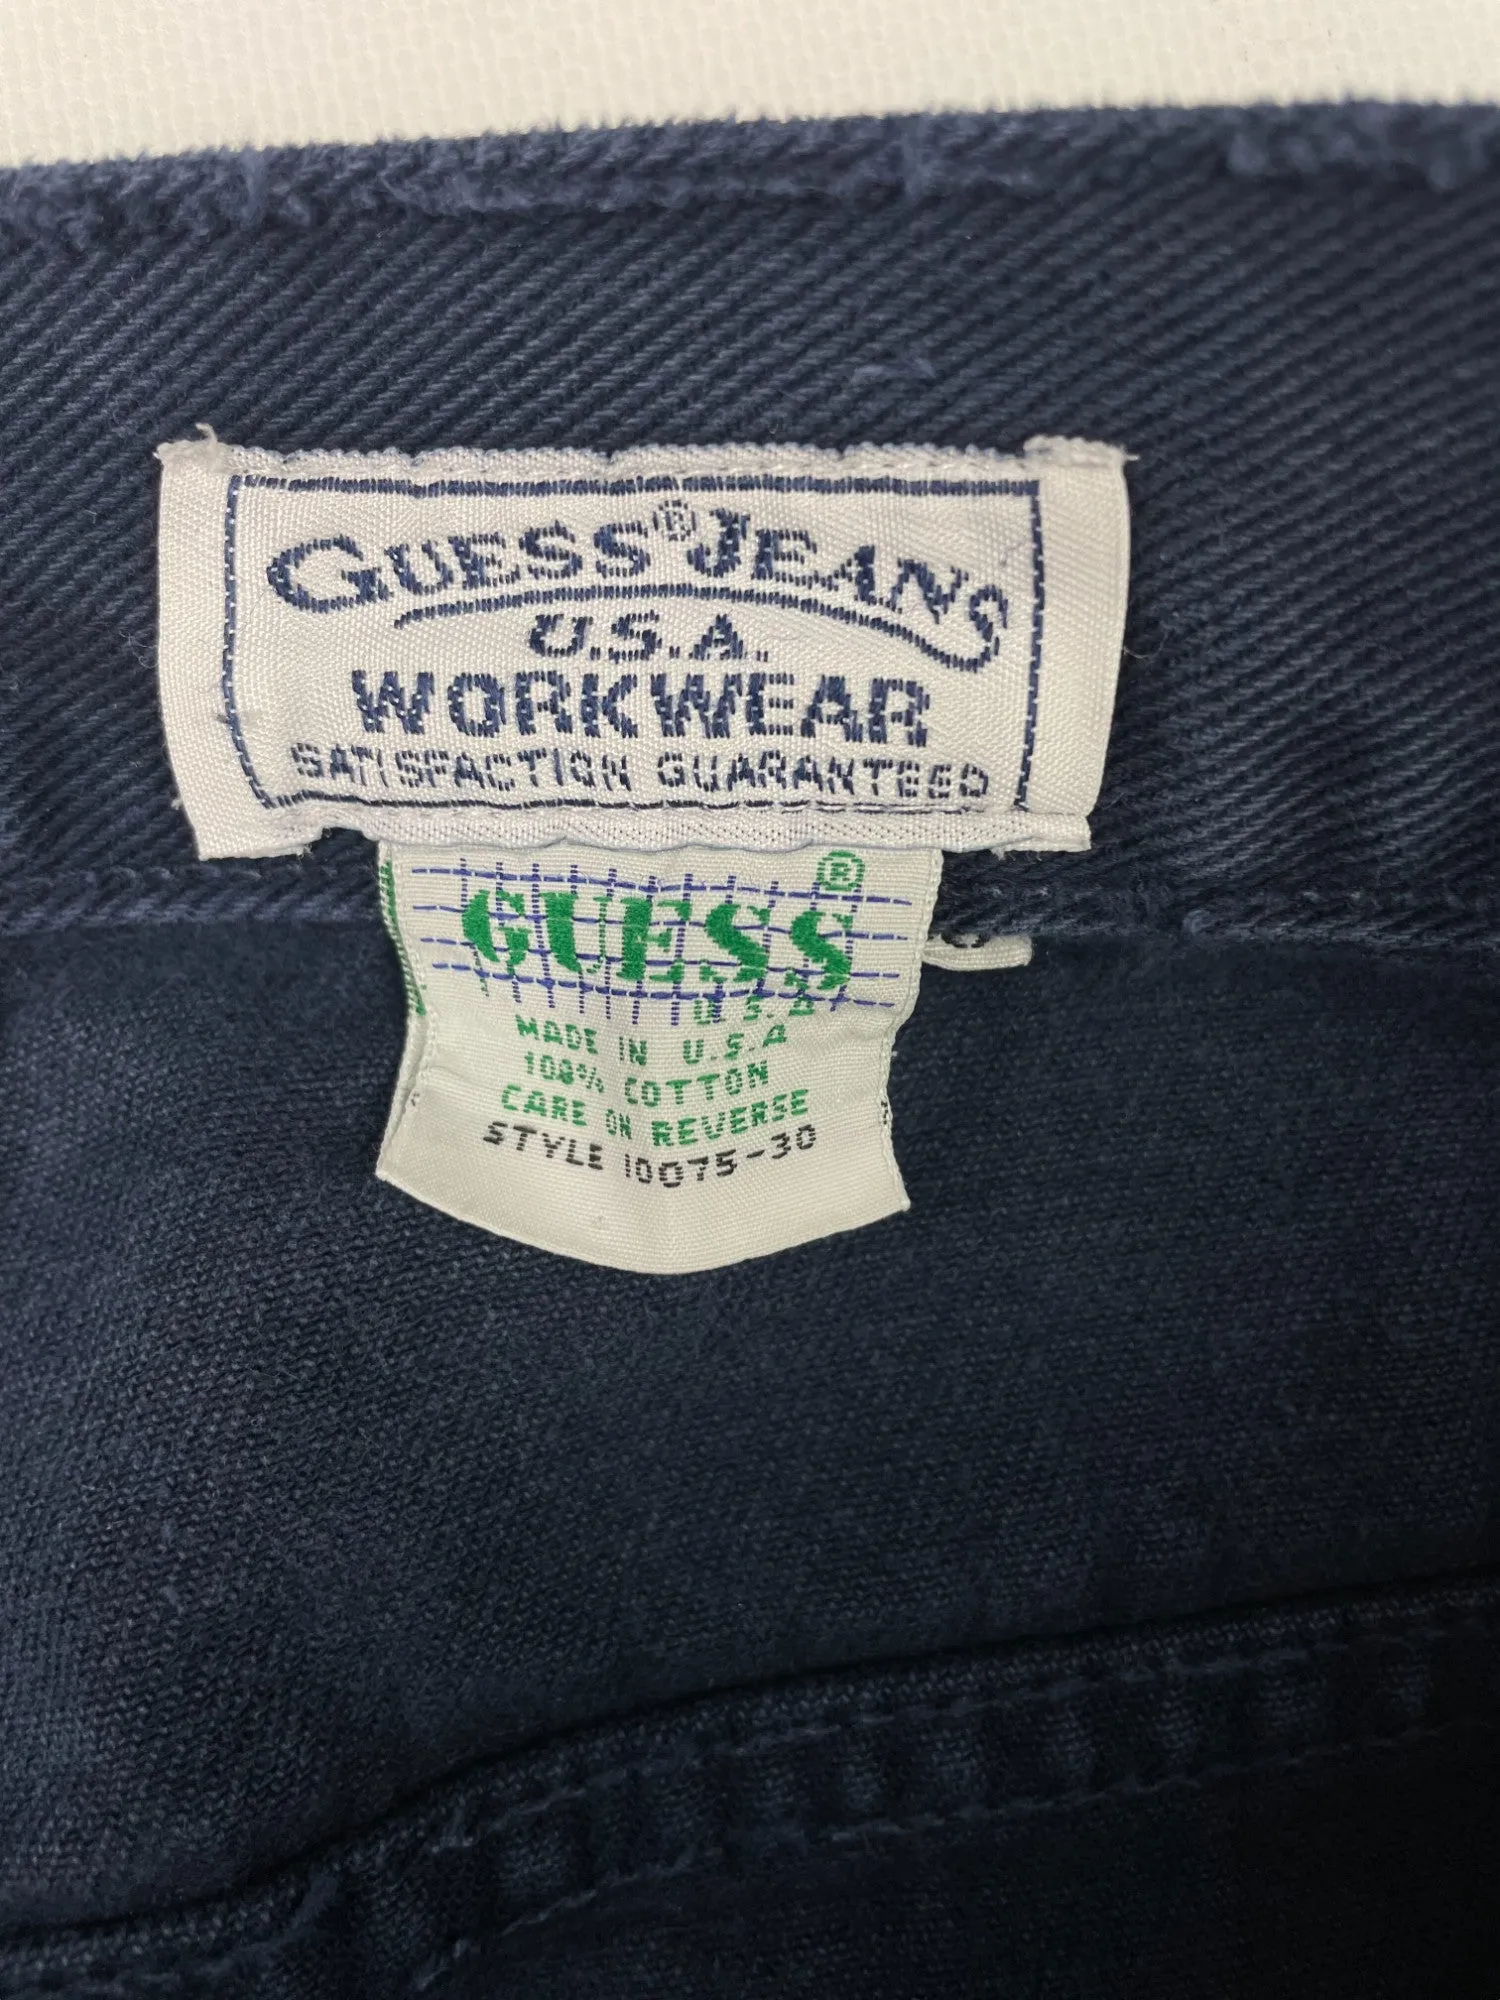 GUESS® JEANS
U.S.A.
WORKWEAR
SATISFACTION GUARANTEED
GUESS®
U.S.A
MADE IN U.S.A
100% COTTON
CARE ON REVERSE
STYLE 10075-30